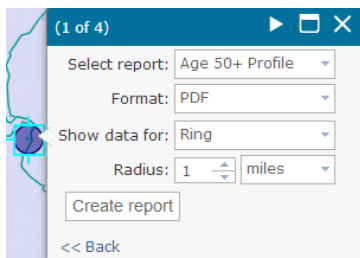 (1 of 4)
Select report: Age 50+ Profile
Format: PDF
Show data for: Ring
Radius: 1 miles
Create report
<< Back